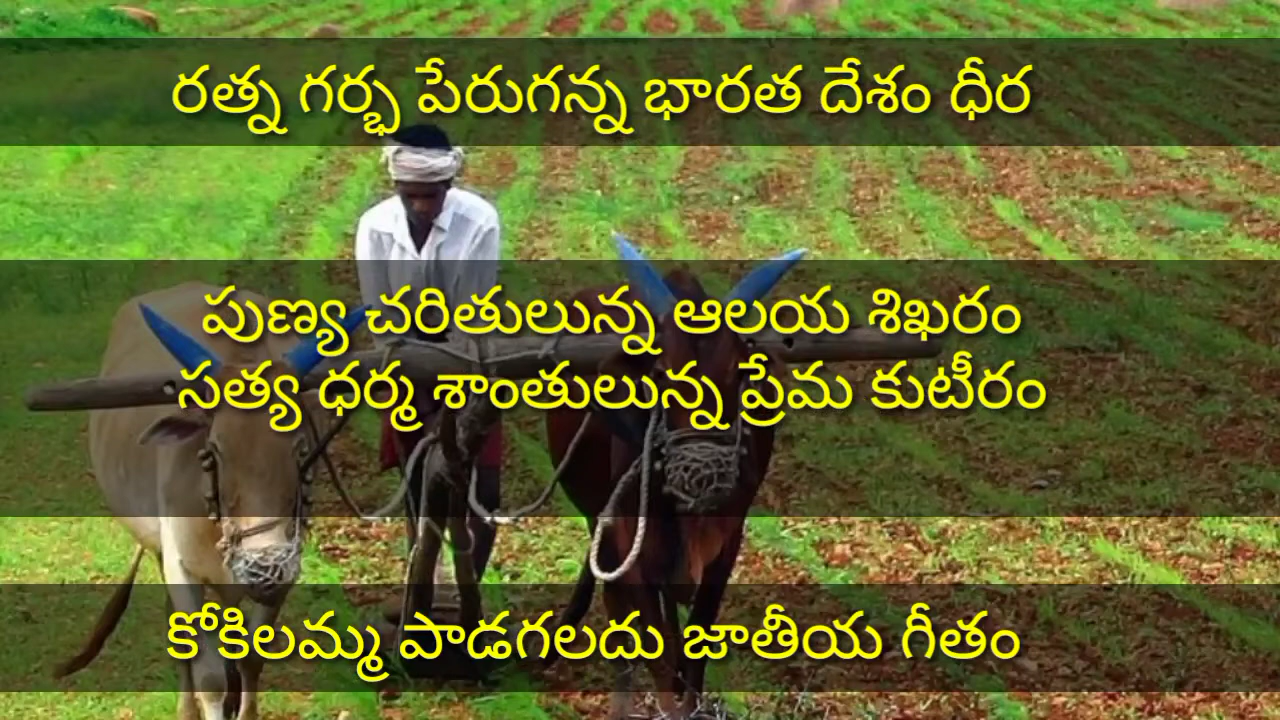 రత్న గర్భ పేరుగన్న భారత దేశం ధీర
పుణ్య చరితులున్న ఆలయ శిఖరం
సత్య ధర్మ శాంతులున్న ప్రేమ కుటీరం
కోకిలమ్మ పాడగలదు జాతీయ గీతం